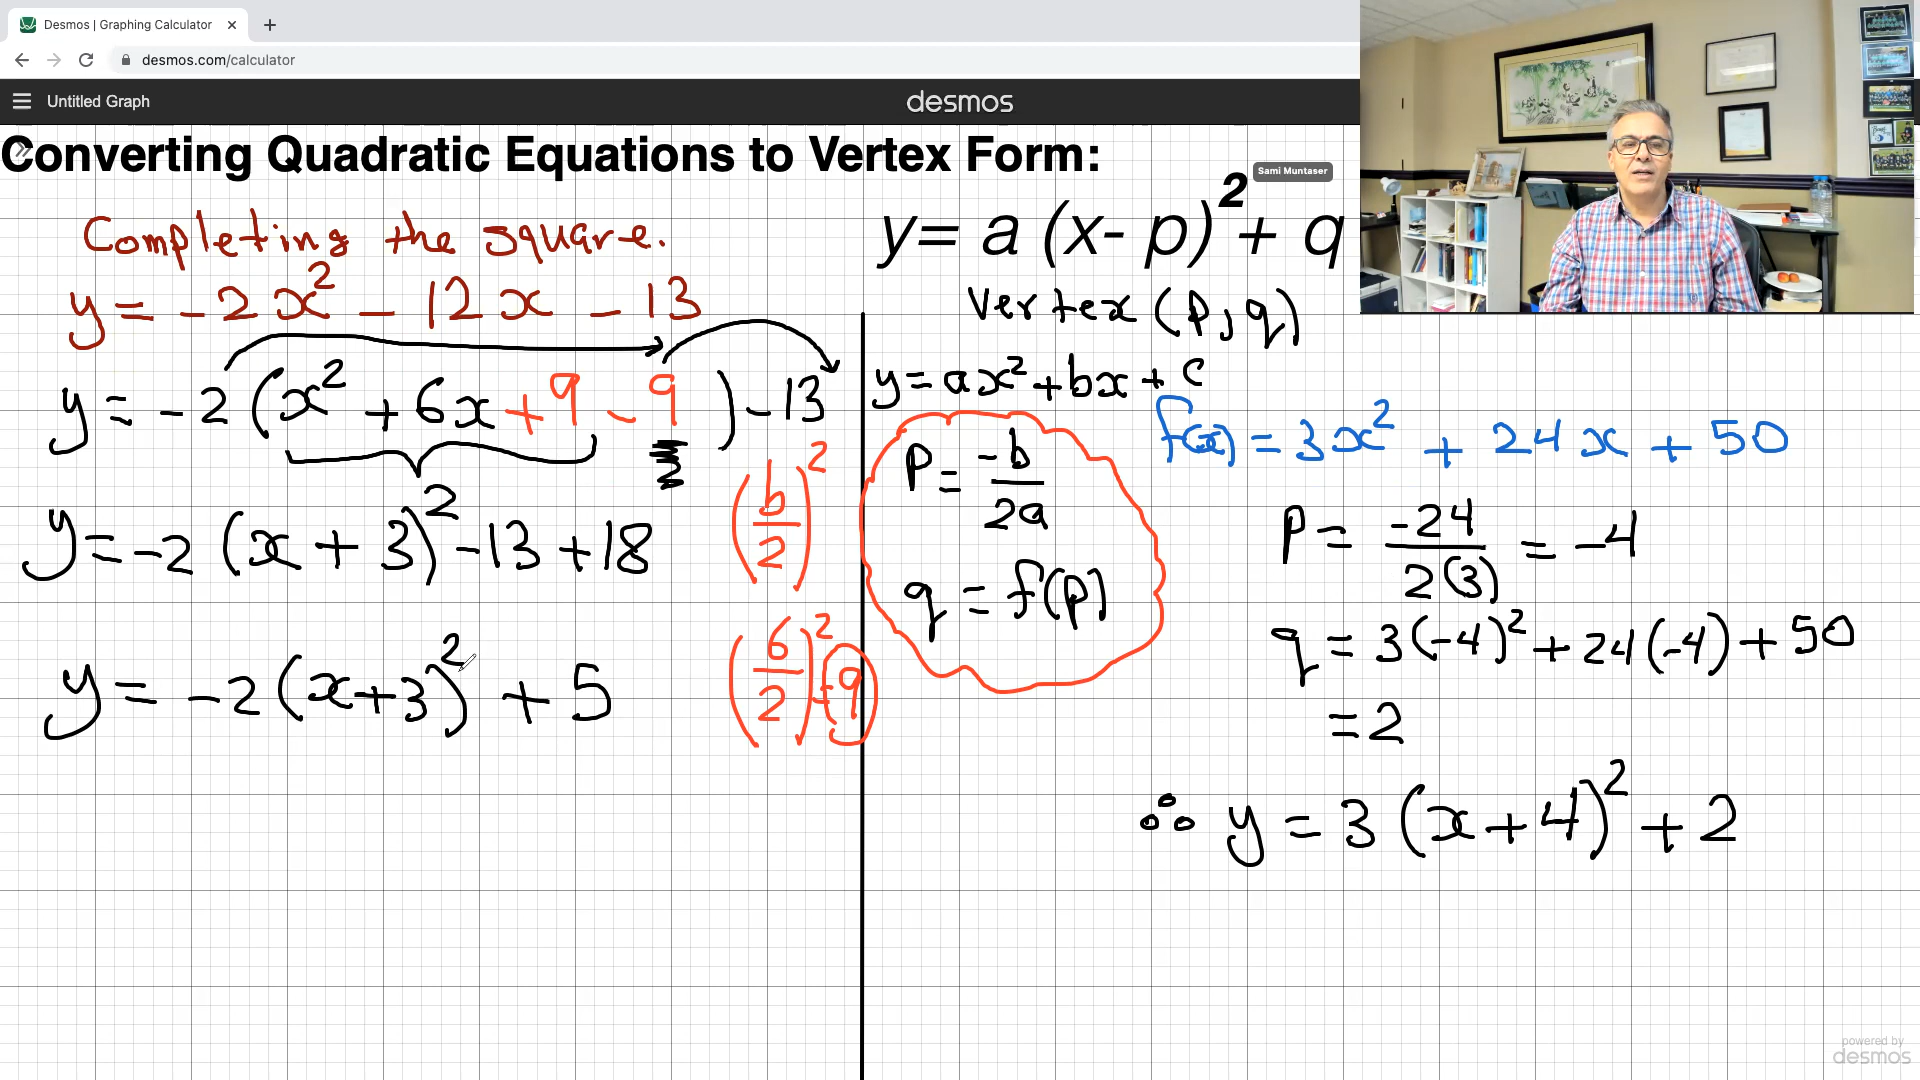 Desmos | Graphing Calculator
desmos.com/calculator
Untitled Graph
desmos
Converting Quadratic Equations to Vertex Form:
Sami Muntaser
Completing the square.
y = -2x² - 12x - 13
y = -2 (x² + 6x + 9 - 9) - 13
y = -2 (x + 3)² - 13 + 18
y = -2 (x + 3)² + 5
(b/2)²
(6/2)² = 9
y = a (x - p)² + q
Vertex (p, q)
y = ax² + bx + c
P = -b/2a
q = f(p)
f(x) = 3x² + 24x + 50
P = -24/2(3) = -4
q = 3(-4)² + 24(-4) + 50
= 2
∴ y = 3 (x + 4)² + 2
powered by
desmos